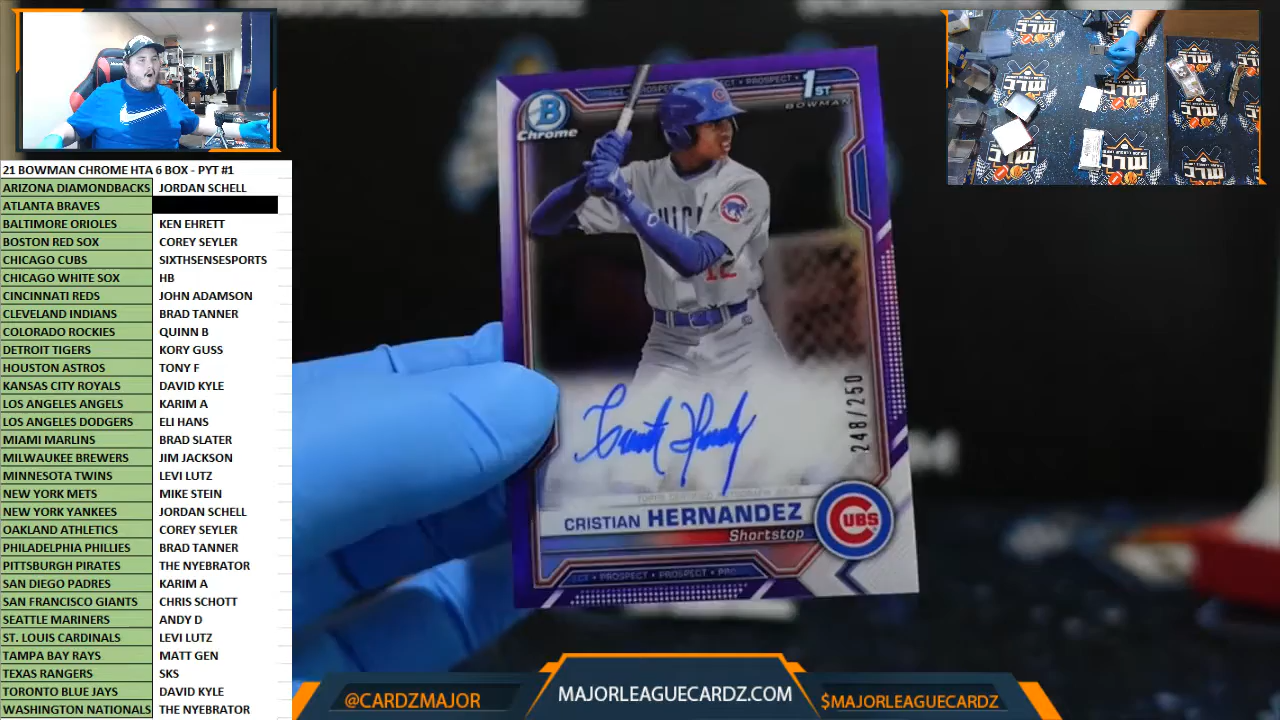 21 BOWMAN CHROME HTA 6 BOX - PYT #1
ARIZONA DIAMONDBACKS JORDAN SCHELL
ATLANTA BRAVES
BALTIMORE ORIOLES KEN EHRETT
BOSTON RED SOX COREY SEYLER
CHICAGO CUBS SIXTHSENSESPORTS
CHICAGO WHITE SOX HB
CINCINNATI REDS JOHN ADAMSON
CLEVELAND INDIANS BRAD TANNER
COLORADO ROCKIES QUINN B
DETROIT TIGERS KORY GUSS
HOUSTON ASTROS TONY F
KANSAS CITY ROYALS DAVID KYLE
LOS ANGELES ANGELS KARIM A
LOS ANGELES DODGERS ELI HANS
MIAMI MARLINS BRAD SLATER
MILWAUKEE BREWERS JIM JACKSON
MINNESOTA TWINS LEVI LUTZ
NEW YORK METS MIKE STEIN
NEW YORK YANKEES JORDAN SCHELL
OAKLAND ATHLETICS COREY SEYLER
PHILADELPHIA PHILLIES BRAD TANNER
PITTSBURGH PIRATES THE NYEBRATOR
SAN DIEGO PADRES KARIM A
SAN FRANCISCO GIANTS CHRIS SCHOTT
SEATTLE MARINERS ANDY D
ST. LOUIS CARDINALS LEVI LUTZ
TAMPA BAY RAYS MATT GEN
TEXAS RANGERS SKS
TORONTO BLUE JAYS DAVID KYLE
WASHINGTON NATIONALS THE NYEBRATOR
PROSPECT
1ST
BOWMAN
B
Chrome
12
248/250
CRISTIAN HERNANDEZ
Shortstop
CUBS
PROSPECT • PROSPECT
MLC
@CARDZMAJOR
MAJORLEAGUECARDZ.COM
$MAJORLEAGUECARDZ